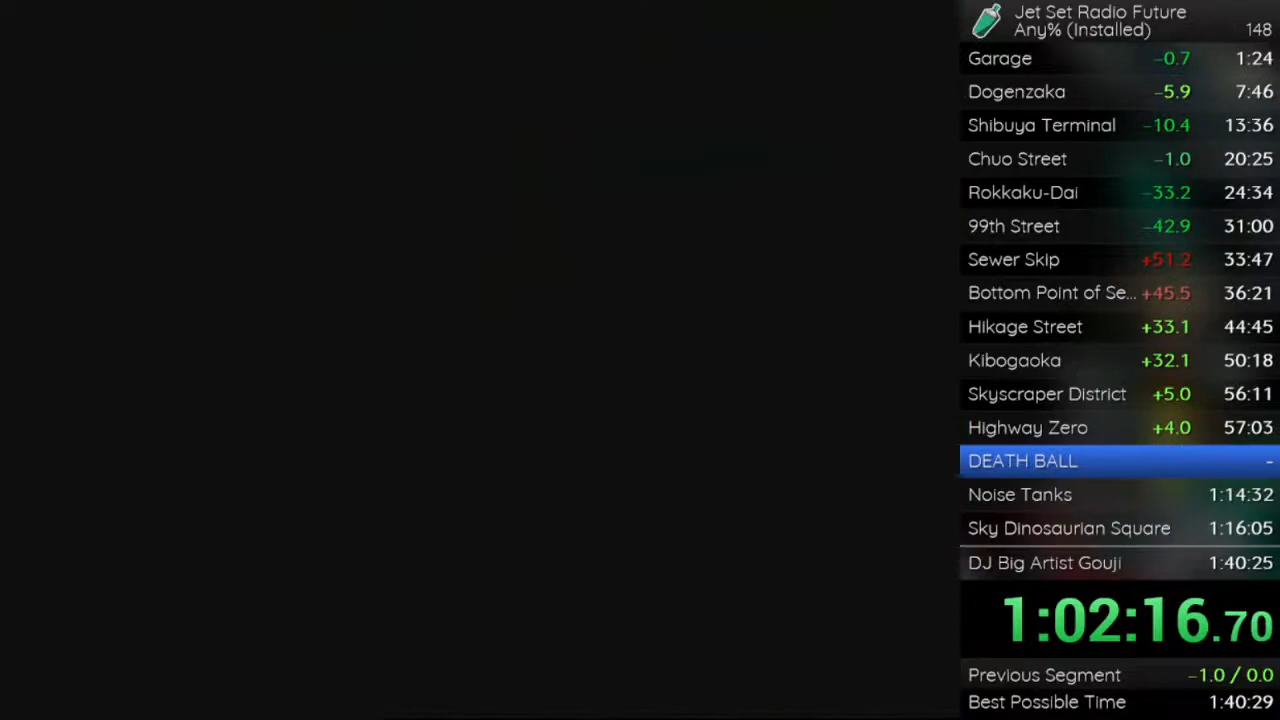 Jet Set Radio Future
Any% (Installed) 148
Garage -0.7 1:24
Dogenzaka -5.9 7:46
Shibuya Terminal -10.4 13:36
Chuo Street -1.0 20:25
Rokkaku-Dai -33.2 24:34
99th Street -42.9 31:00
Sewer Skip +51.2 33:47
Bottom Point of Se... +45.5 36:21
Hikage Street +33.1 44:45
Kibogaoka +32.1 50:18
Skyscraper District +5.0 56:11
Highway Zero +4.0 57:03
DEATH BALL -
Noise Tanks 1:14:32
Sky Dinosaurian Square 1:16:05
DJ Big Artist Gouji 1:40:25
1:02:16.70
Previous Segment -1.0 / 0.0
Best Possible Time 1:40:29